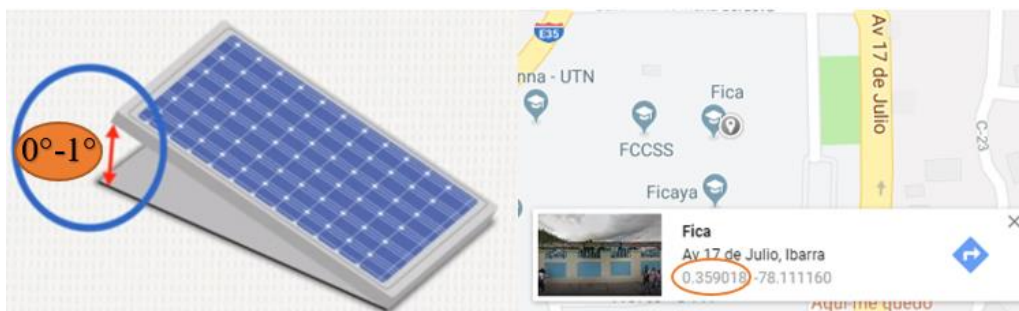 0°-1°
E35
nna - UTN
Fica
FCCSS
Ficaya
Av 17 de Julio
C-23
Fica
Av 17 de Julio, Ibarra
0.359018, -78.111160
Aquí me quedo